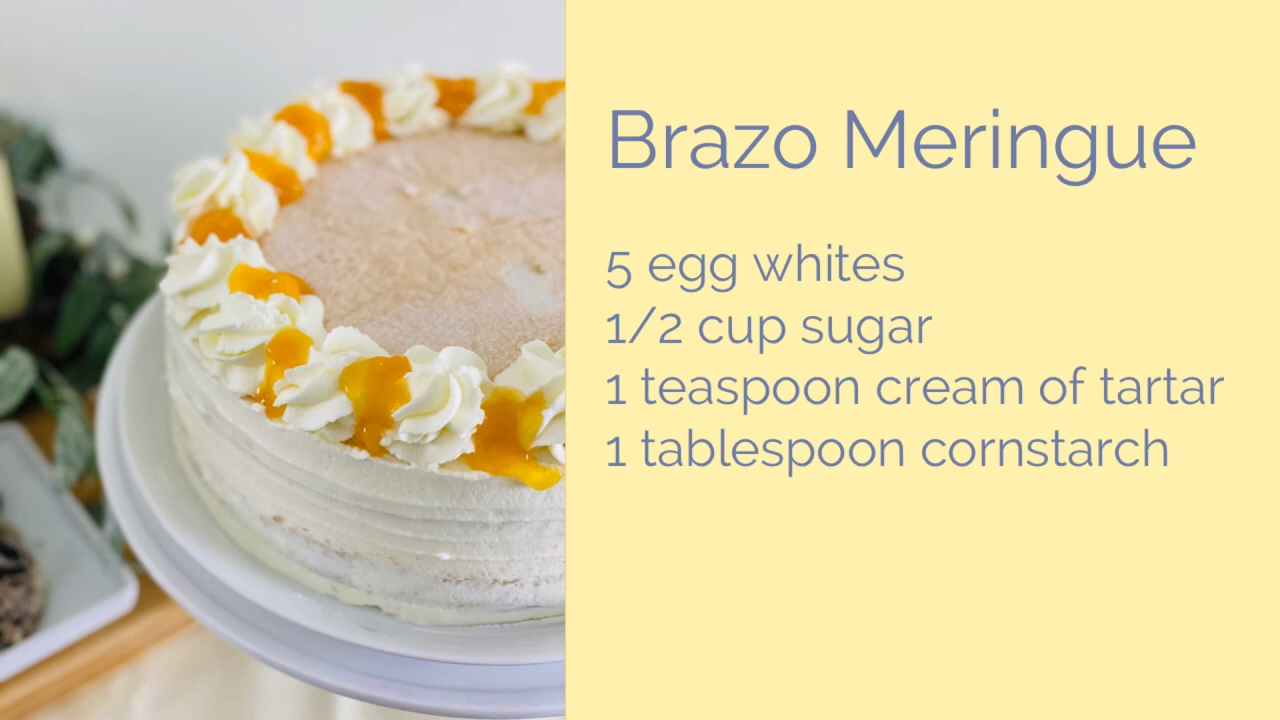 Brazo Meringue
5 egg whites
1/2 cup sugar
1 teaspoon cream of tartar
1 tablespoon cornstarch